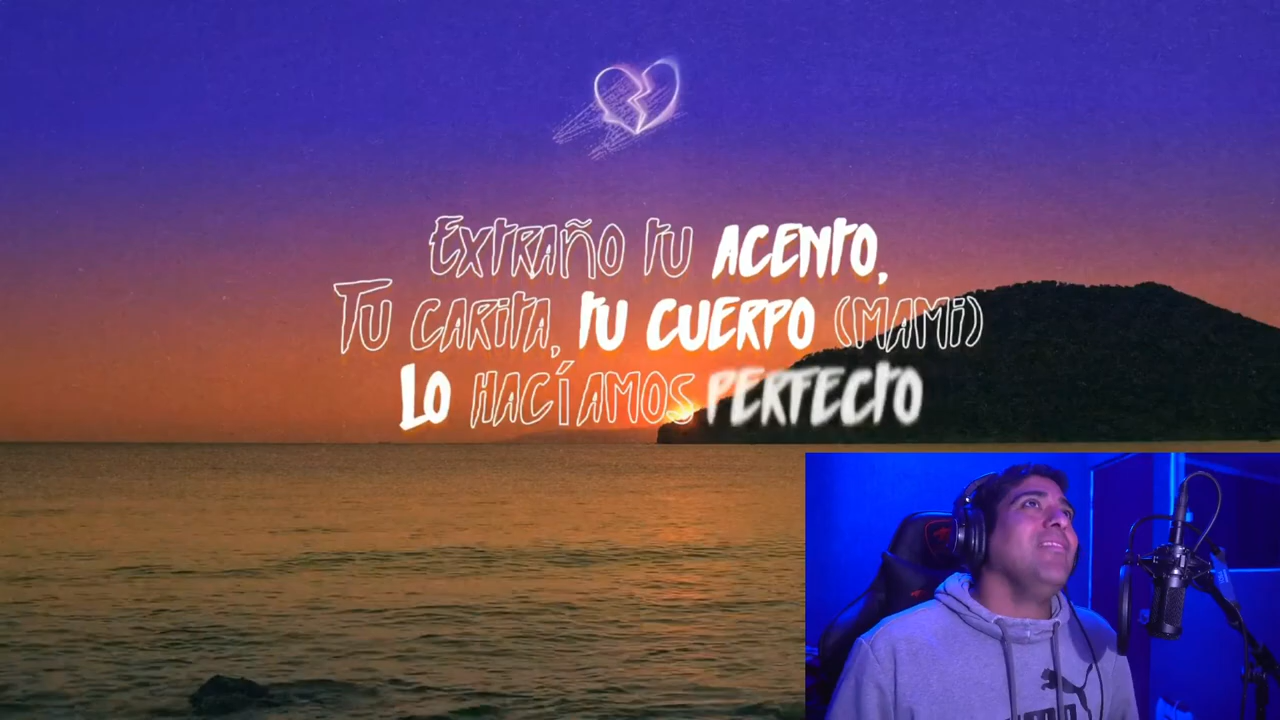 Extraño tu acento,
Tu carita, tu cuerpo (mami)
Lo hacíamos perfecto